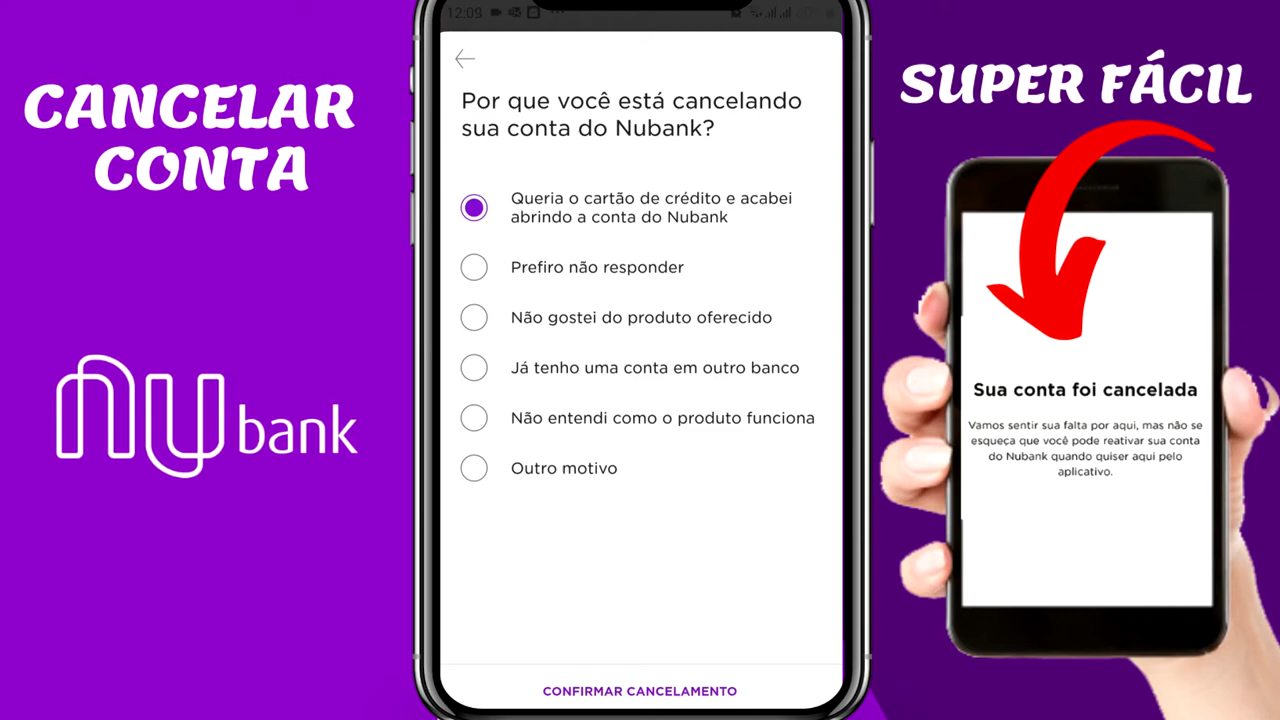 CANCELAR
CONTA
nu bank
12:09
Por que você está cancelando
sua conta do Nubank?
Queria o cartão de crédito e acabei
abrindo a conta do Nubank
Prefiro não responder
Não gostei do produto oferecido
Já tenho uma conta em outro banco
Não entendi como o produto funciona
Outro motivo
CONFIRMAR CANCELAMENTO
SUPER FÁCIL
Sua conta foi cancelada
Vamos sentir sua falta por aqui, mas não se
esqueça que você pode reativar sua conta
do Nubank quando quiser aqui pelo
aplicativo.